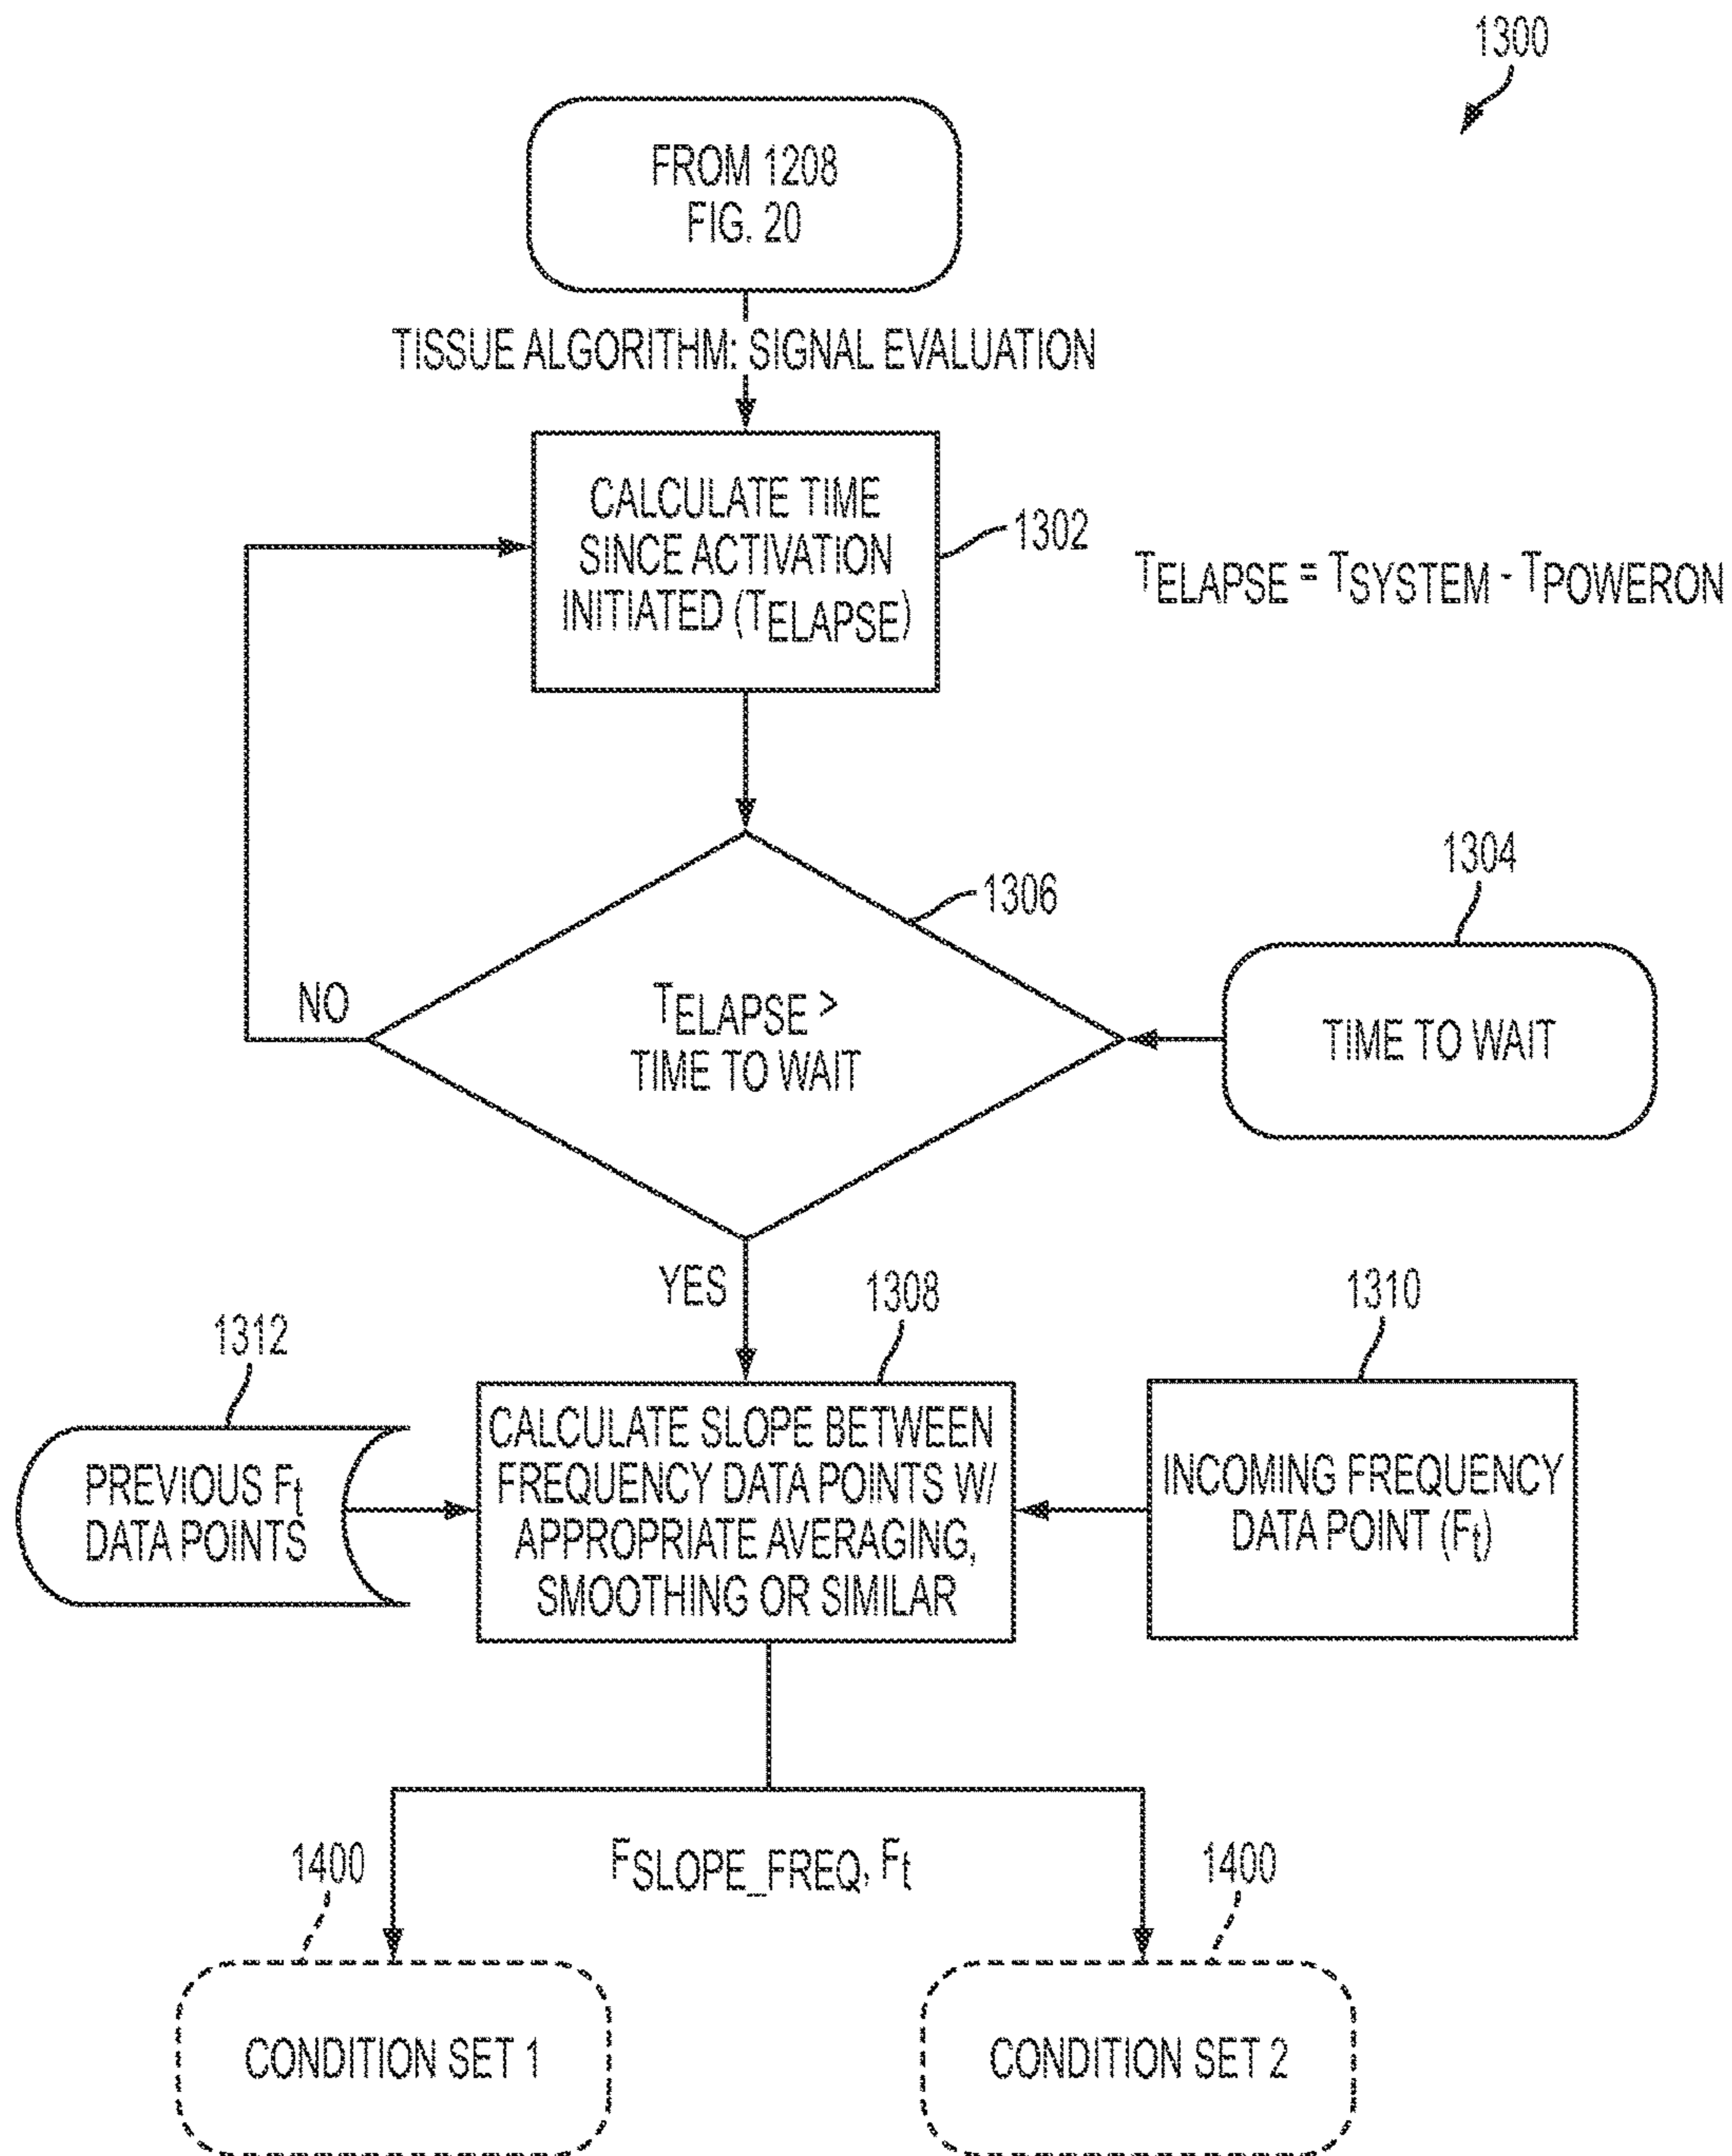 1300
FROM 1208
FIG. 20
TISSUE ALGORITHM: SIGNAL EVALUATION
CALCULATE TIME
SINCE ACTIVATION
INITIATED (TELAPSE)
1302
TELAPSE = TSYSTEM - TPOWERON
1304
1306
NO
TELAPSE >
TIME TO WAIT
TIME TO WAIT
YES
1308
1310
1312
PREVIOUS Ft
DATA POINTS
CALCULATE SLOPE BETWEEN
FREQUENCY DATA POINTS W/
APPROPRIATE AVERAGING,
SMOOTHING OR SIMILAR
INCOMING FREQUENCY
DATA POINT (Ft)
1400
FSLOPE_FREQ, Ft
1400
CONDITION SET 1
CONDITION SET 2